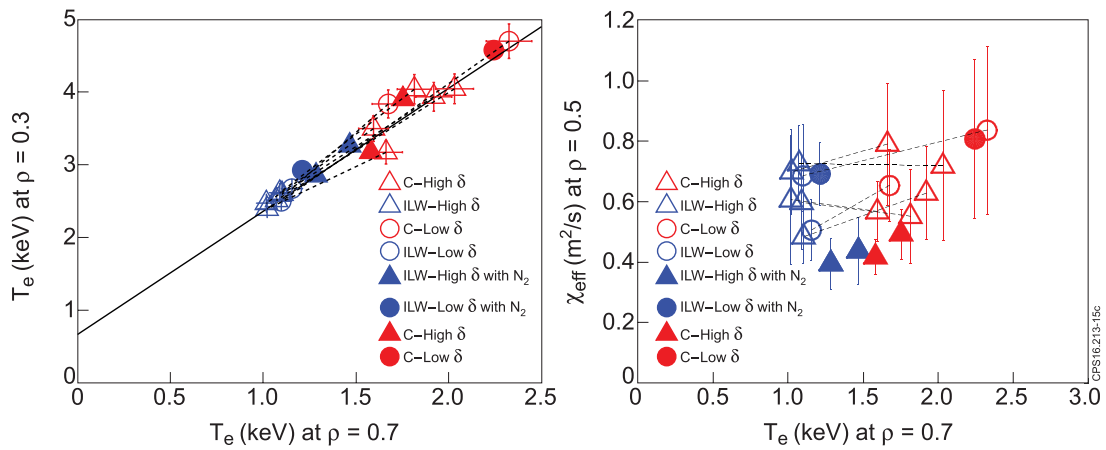 5
4
3
2
1
0
0
1.0
1.5
2.0
2.5
T_e (keV) at ρ = 0.3
T_e (keV) at ρ = 0.7
C–High δ
ILW–High δ
C–Low δ
ILW–Low δ
ILW–High δ with N₂
ILW–Low δ with N₂
C–High δ
C–Low δ
1.2
1.0
0.8
0.6
0.4
0.2
0
0
0.5
1.0
1.5
2.0
2.5
3.0
χ_eff (m²/s) at ρ = 0.5
T_e (keV) at ρ = 0.7
C–High δ
ILW–High δ
C–Low δ
ILW–Low δ
ILW–High δ with N₂
ILW–Low δ with N₂
C–High δ
C–Low δ
CPS16.213-15c